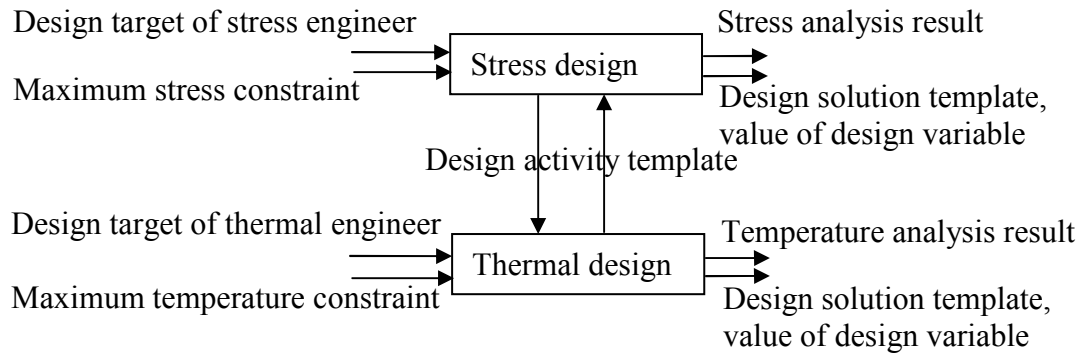 Design target of stress engineer
Maximum stress constraint
Stress design
Stress analysis result
Design solution template,
value of design variable
Design activity template
Design target of thermal engineer
Maximum temperature constraint
Thermal design
Temperature analysis result
Design solution template,
value of design variable